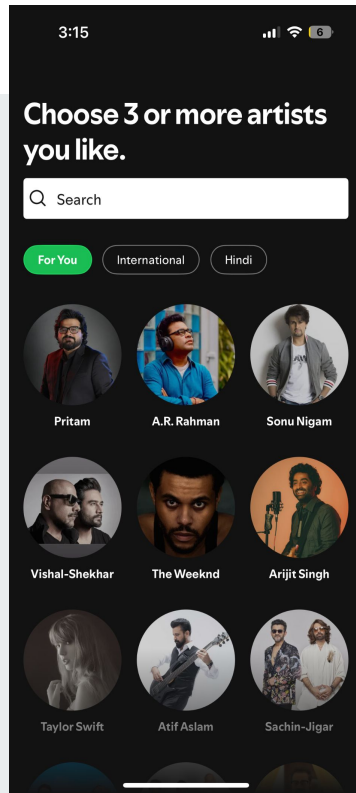 3:15
6
Choose 3 or more artists
you like.
Search
For You International Hindi
Pritam A.R. Rahman Sonu Nigam
Vishal-Shekhar The Weeknd Arijit Singh
Taylor Swift Atif Aslam Sachin-Jigar